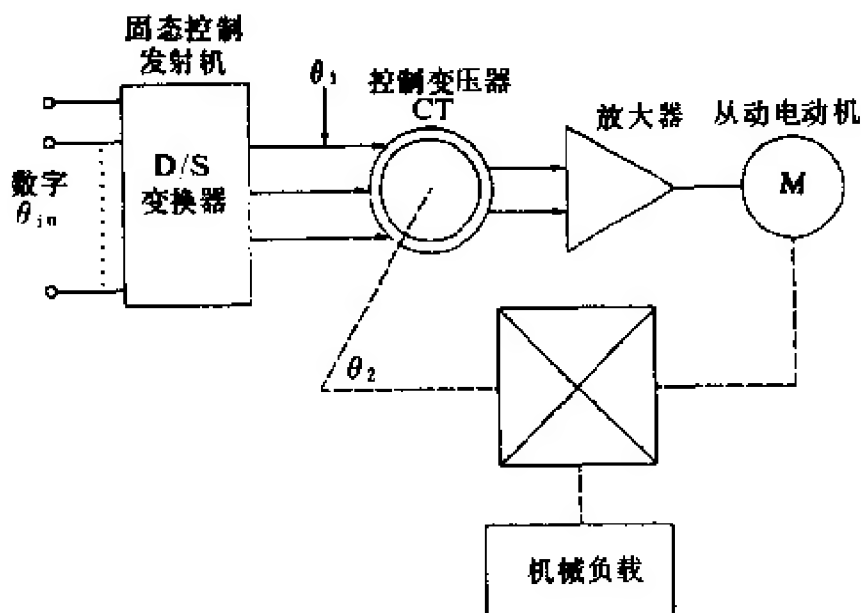 固态控制
发射机
θ₁
控制变压器
CT
放大器
从动电动机
数字
θin
D/S
变换器
M
θ₂
机械负载